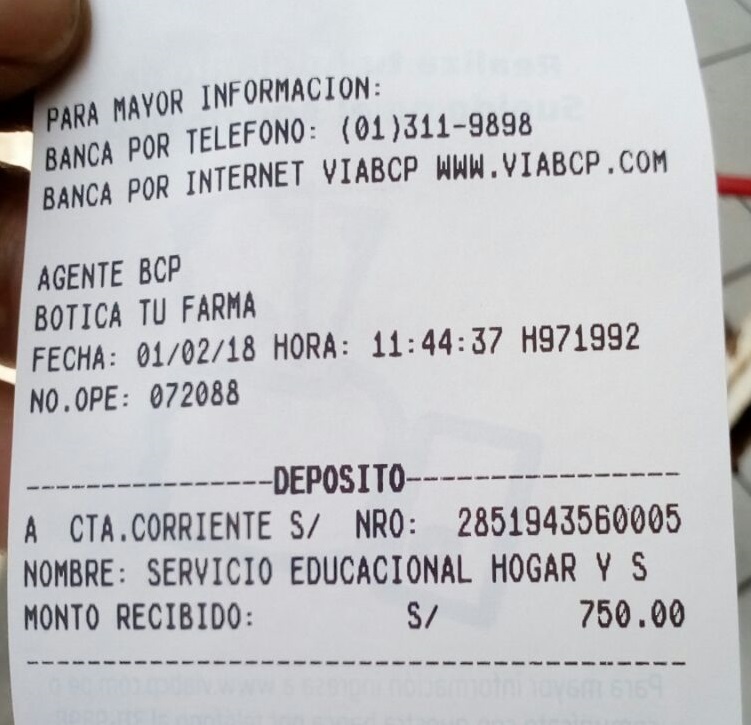 PARA MAYOR INFORMACION:
BANCA POR TELEFONO: (01)311-9898
BANCA POR INTERNET VIABCP WWW.VIABCP.COM
AGENTE BCP
BOTICA TU FARMA
FECHA: 01/02/18 HORA: 11:44:37 H971992
NO.OPE: 072088
----------------DEPOSITO-----------------
A CTA.CORRIENTE S/ NRO: 2851943560005
NOMBRE: SERVICIO EDUCACIONAL HOGAR Y S
MONTO RECIBIDO: S/ 750.00